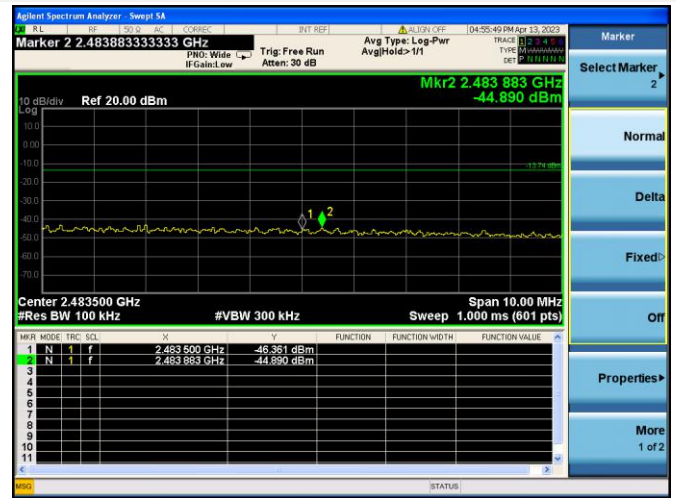 Agilent Spectrum Analyzer - Swept SA
RL RF 50 Ω AC CORREC INT REF ALIGN OFF 04:55:49 PM Apr 13, 2023
Marker 2 2.483883333333 GHz
PNO: Wide Trig: Free Run Avg Type: Log-Pwr TRACE 1 2 3 4 5 6
IFGain:Low Atten: 30 dB Avg|Hold>1/1 TYPE
DET P N N N N N
Mkr2 2.483 883 GHz
10 dB/div Ref 20.00 dBm -44.890 dBm
Log
10.0
0.00
-10.0
-13.74 dBm
-20.0
-30.0
-40.0
1 2
-50.0
-60.0
-70.0
Center 2.483500 GHz Span 10.00 MHz
#Res BW 100 kHz #VBW 300 kHz Sweep 1.000 ms (601 pts)
MKR MODE TRC SCL X Y FUNCTION FUNCTION WIDTH FUNCTION VALUE
1 N 1 f 2.483 500 GHz -46.361 dBm
2 N 1 f 2.483 883 GHz -44.890 dBm
3
4
5
6
7
8
9
10
11
MSG STATUS
Marker
Select Marker
2
Normal
Delta
Fixed
Off
Properties
More
1 of 2